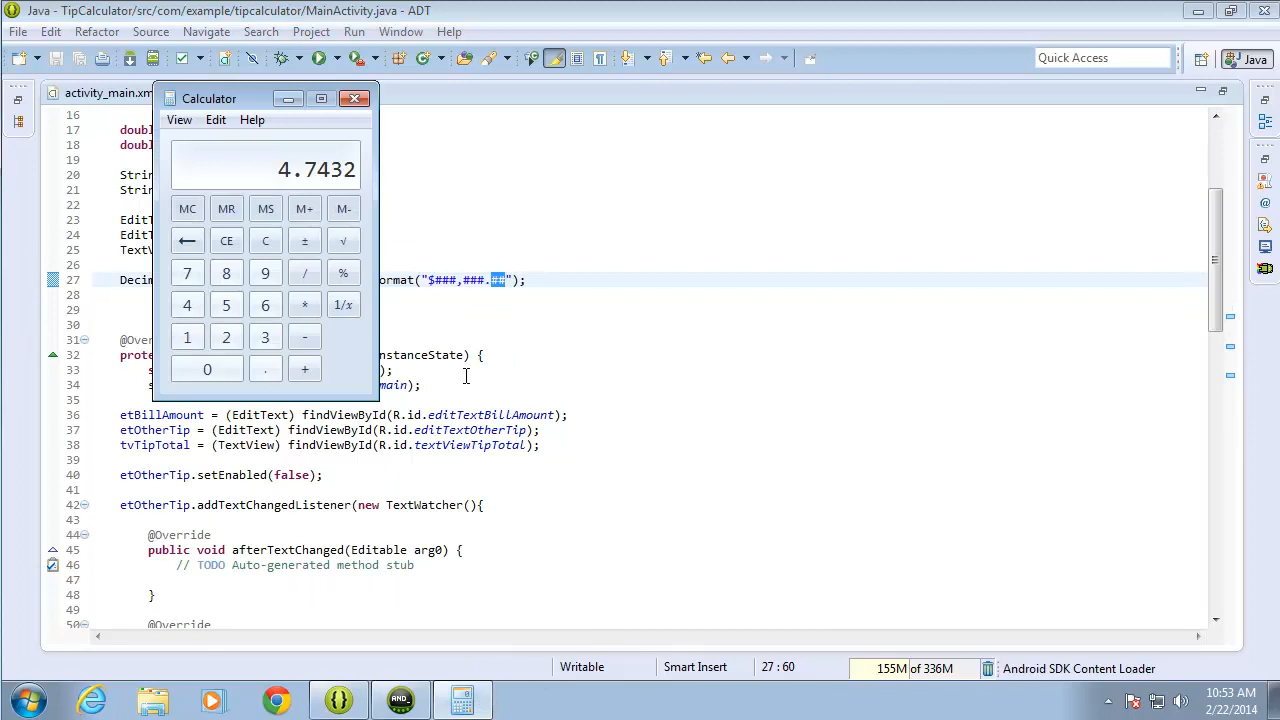 Java - TipCalculator/src/com/example/tipcalculator/MainActivity.java - ADT
File Edit Refactor Source Navigate Search Project Run Window Help
Quick Access
Java
activity_main.xm
Calculator
View Edit Help
4.7432
MC MR MS M+ M-
← CE C ± √
7 8 9 / %
4 5 6 * 1/x
1 2 3 -
0 . +
16
17 doubl
18 doubl
19
20 Strin
21 Strin
22
23 EditT
24 EditT
25 TextV
26
27 Decim ormat("$###,###.##");
28
29
30
31 @Over
32 prote nstanceState) {
33 s );
34 s main);
35
36 etBillAmount = (EditText) findViewById(R.id.editTextBillAmount);
37 etOtherTip = (EditText) findViewById(R.id.editTextOtherTip);
38 tvTipTotal = (TextView) findViewById(R.id.textViewTipTotal);
39
40 etOtherTip.setEnabled(false);
41
42 etOtherTip.addTextChangedListener(new TextWatcher(){
43
44 @Override
45 public void afterTextChanged(Editable arg0) {
46 // TODO Auto-generated method stub
47
48 }
49
50 @Override
Writable Smart Insert 27 : 60 155M of 336M Android SDK Content Loader
AND
10:53 AM
2/22/2014